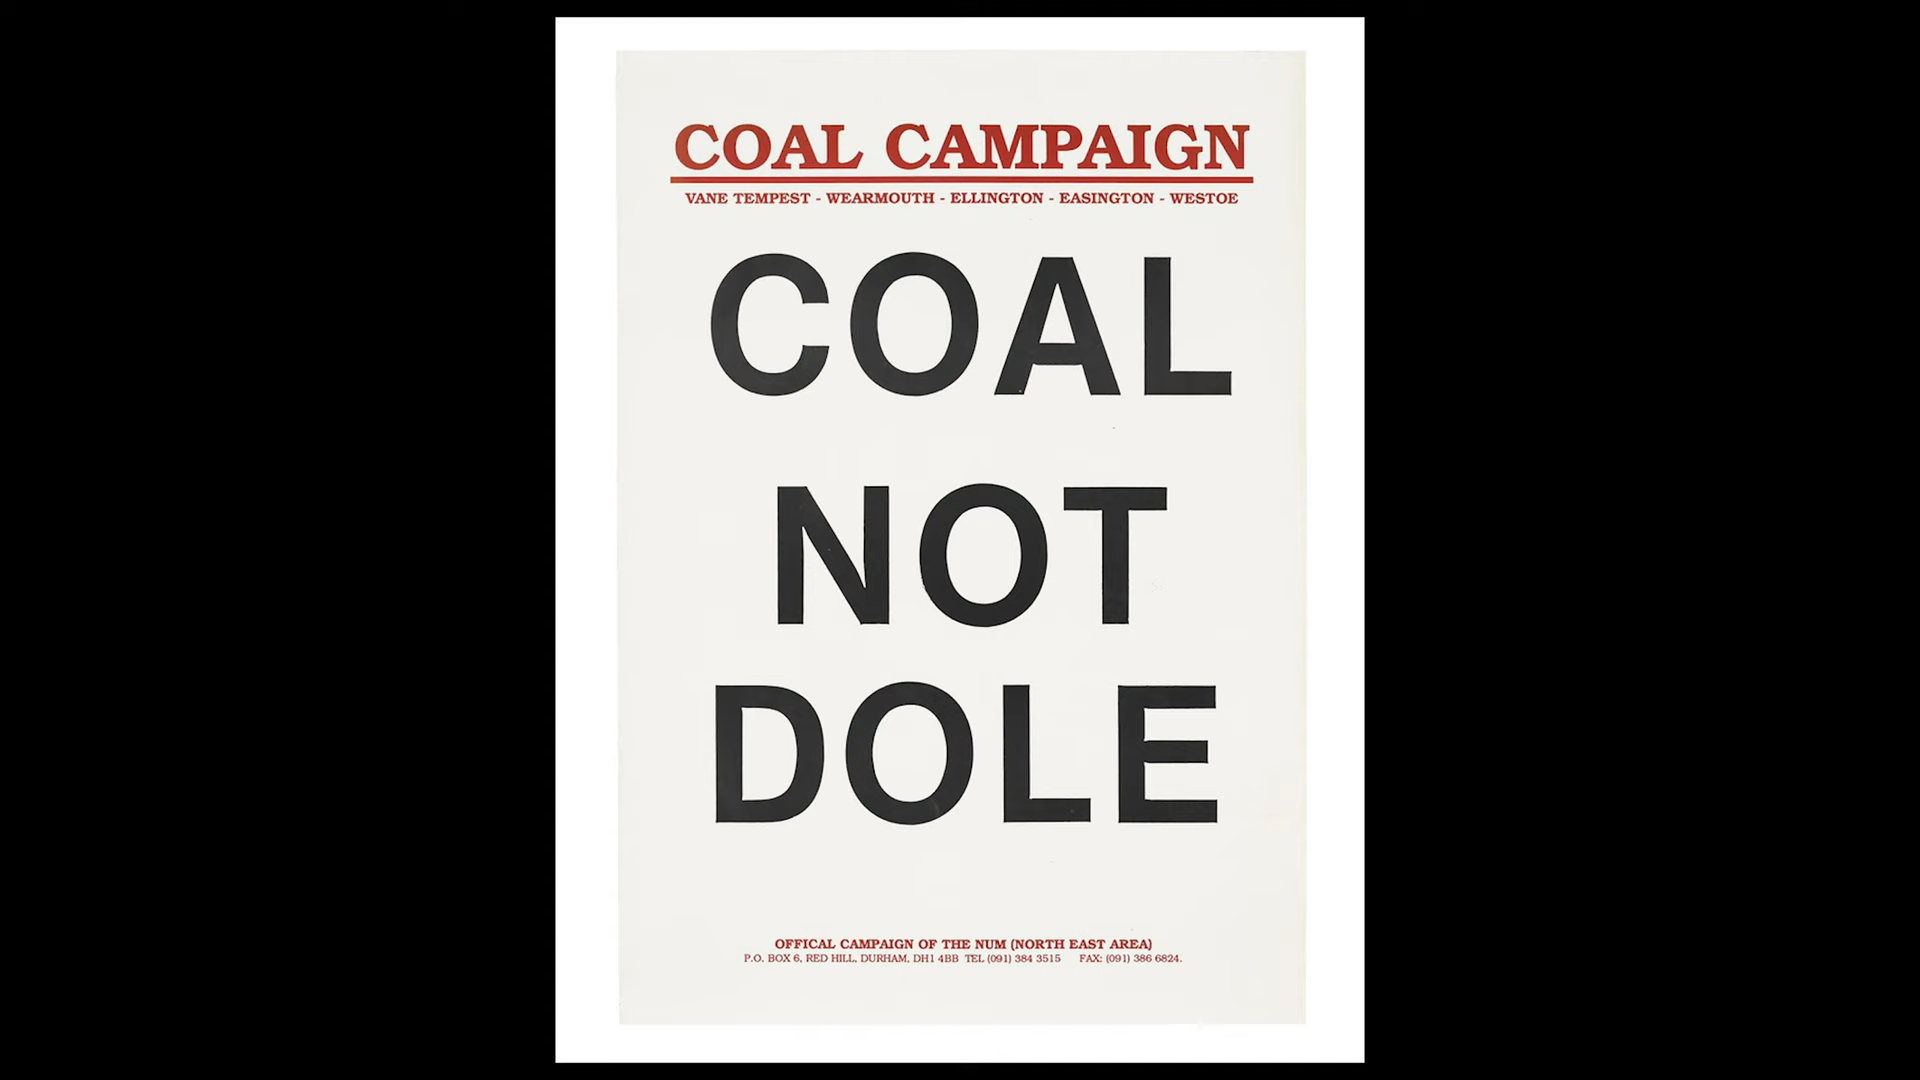 COAL CAMPAIGN
VANE TEMPEST - WEARMOUTH - ELLINGTON - EASINGTON - WESTOE
COAL
NOT
DOLE
OFFICAL CAMPAIGN OF THE NUM (NORTH EAST AREA)
P.O. BOX 6, RED HILL, DURHAM, DH1 4BB TEL (091) 384 3515 FAX: (091) 386 6824.